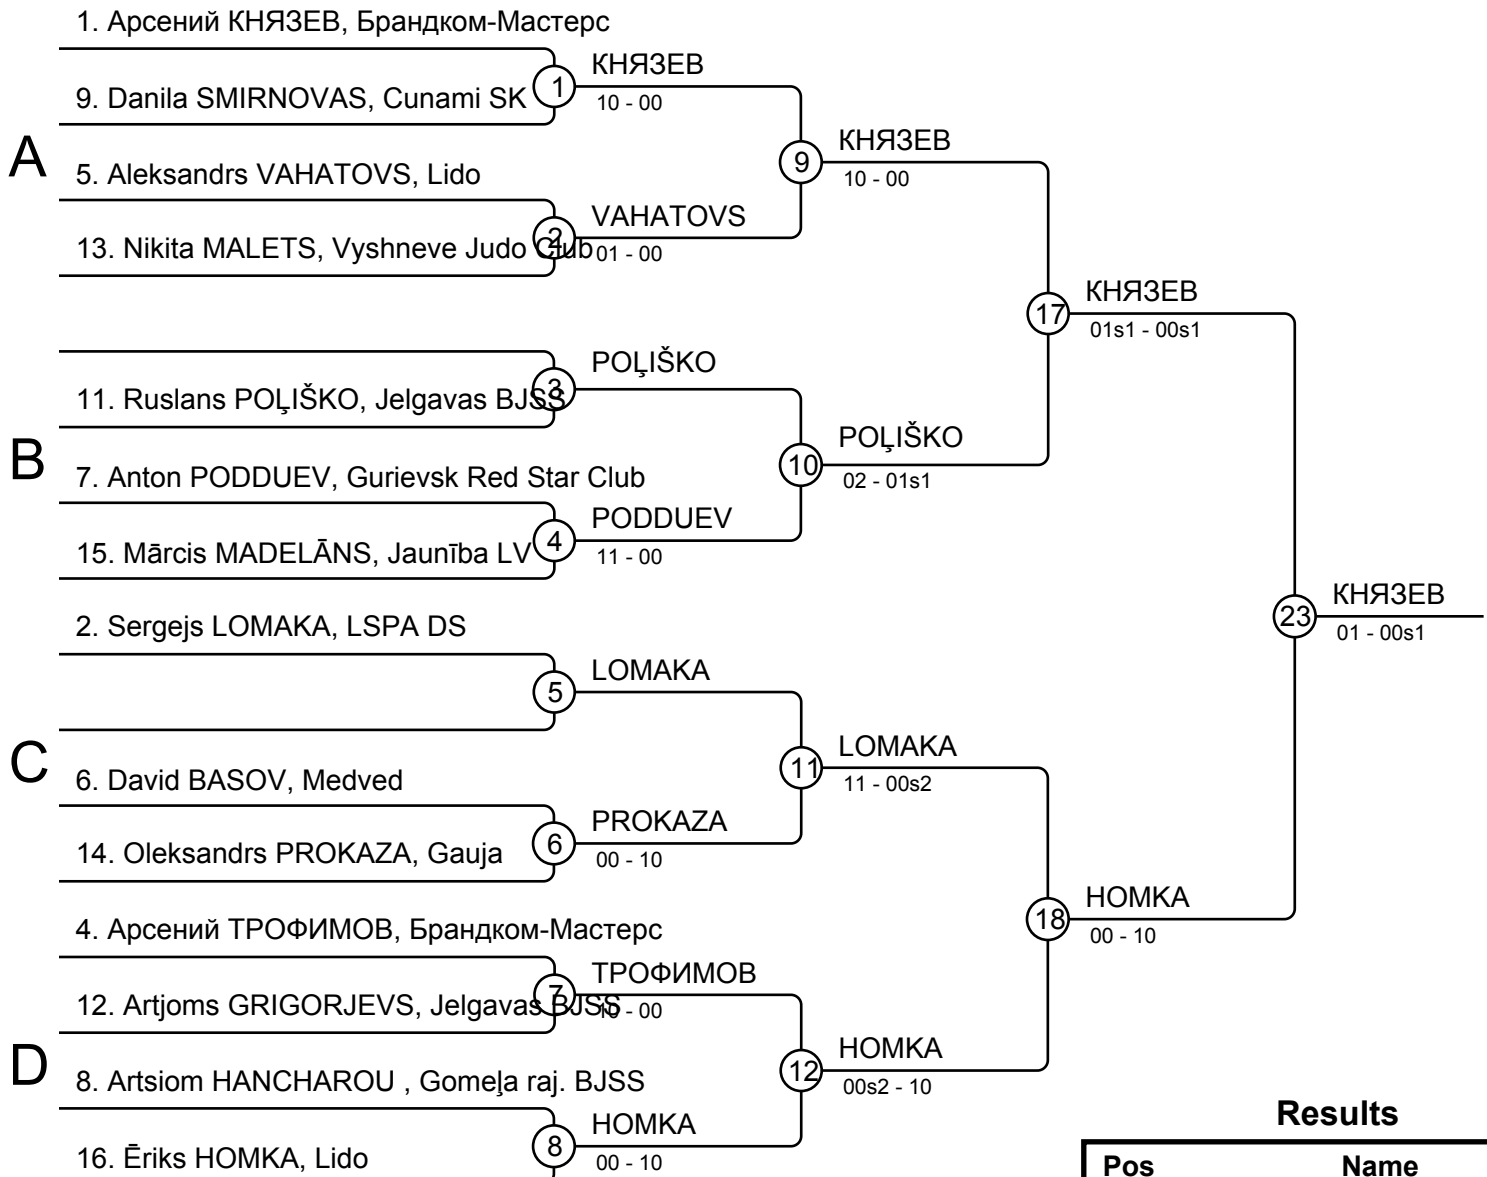 1. Арсений КНЯЗЕВ, Брандком-Мастерс
1
КНЯЗЕВ
10 - 00
9. Danila SMIRNOVAS, Cunami SK
A
9
КНЯЗЕВ
10 - 00
5. Aleksandrs VAHATOVS, Lido
2
VAHATOVS
01 - 00
13. Nikita MALETS, Vyshneve Judo Club
17
КНЯЗЕВ
01s1 - 00s1
3
POĻIŠKO
11. Ruslans POĻIŠKO, Jelgavas BJSS
B
10
POĻIŠKO
02 - 01s1
7. Anton PODDUEV, Gurievsk Red Star Club
4
PODDUEV
11 - 00
15. Mārcis MADELĀNS, Jaunība LV
23
КНЯЗЕВ
01 - 00s1
2. Sergejs LOMAKA, LSPA DS
5
LOMAKA
C
11
LOMAKA
11 - 00s2
6. David BASOV, Medved
6
PROKAZA
00 - 10
14. Oleksandrs PROKAZA, Gauja
18
HOMKA
00 - 10
4. Арсений ТРОФИМОВ, Брандком-Мастерс
7
ТРОФИМОВ
10 - 00
12. Artjoms GRIGORJEVS, Jelgavas BJSS
D
12
HOMKA
00s2 - 10
8. Artsiom HANCHAROU , Gomeļa raj. BJSS
8
HOMKA
00 - 10
16. Ēriks HOMKA, Lido
Results
Pos Name